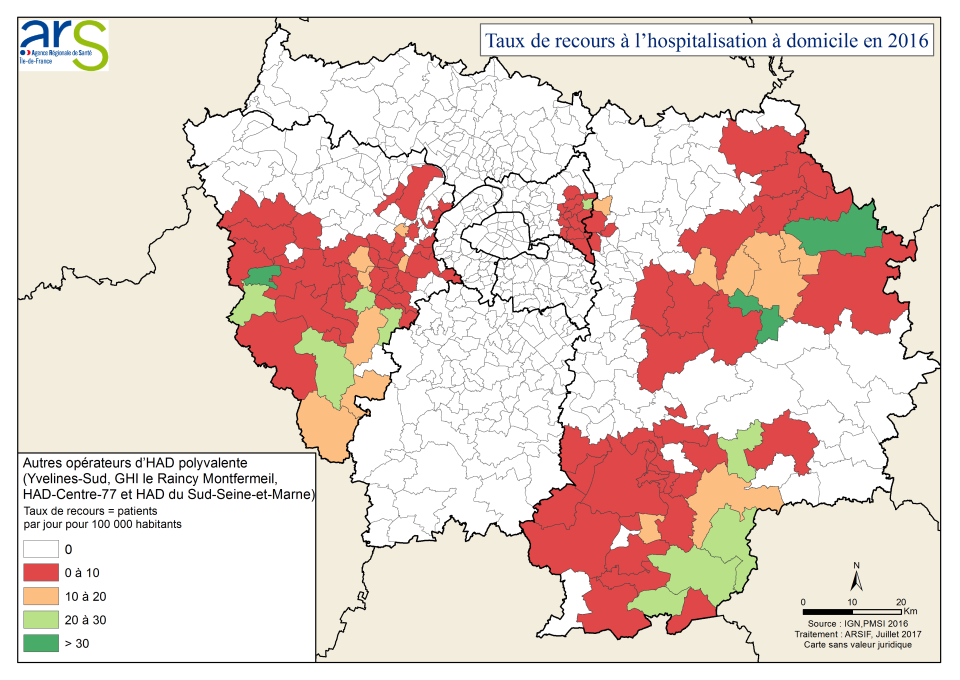 ars
Agence Régionale de Santé
Île-de-France
Taux de recours à l'hospitalisation à domicile en 2016
Autres opérateurs d'HAD polyvalente
(Yvelines-Sud, GHI le Raincy Montfermeil,
HAD-Centre-77 et HAD du Sud-Seine-et-Marne)
Taux de recours = patients
par jour pour 100 000 habitants
0
0 à 10
10 à 20
20 à 30
> 30
N
0 10 20
Km
Source : IGN,PMSI 2016
Traitement : ARSIF, Juillet 2017
Carte sans valeur juridique